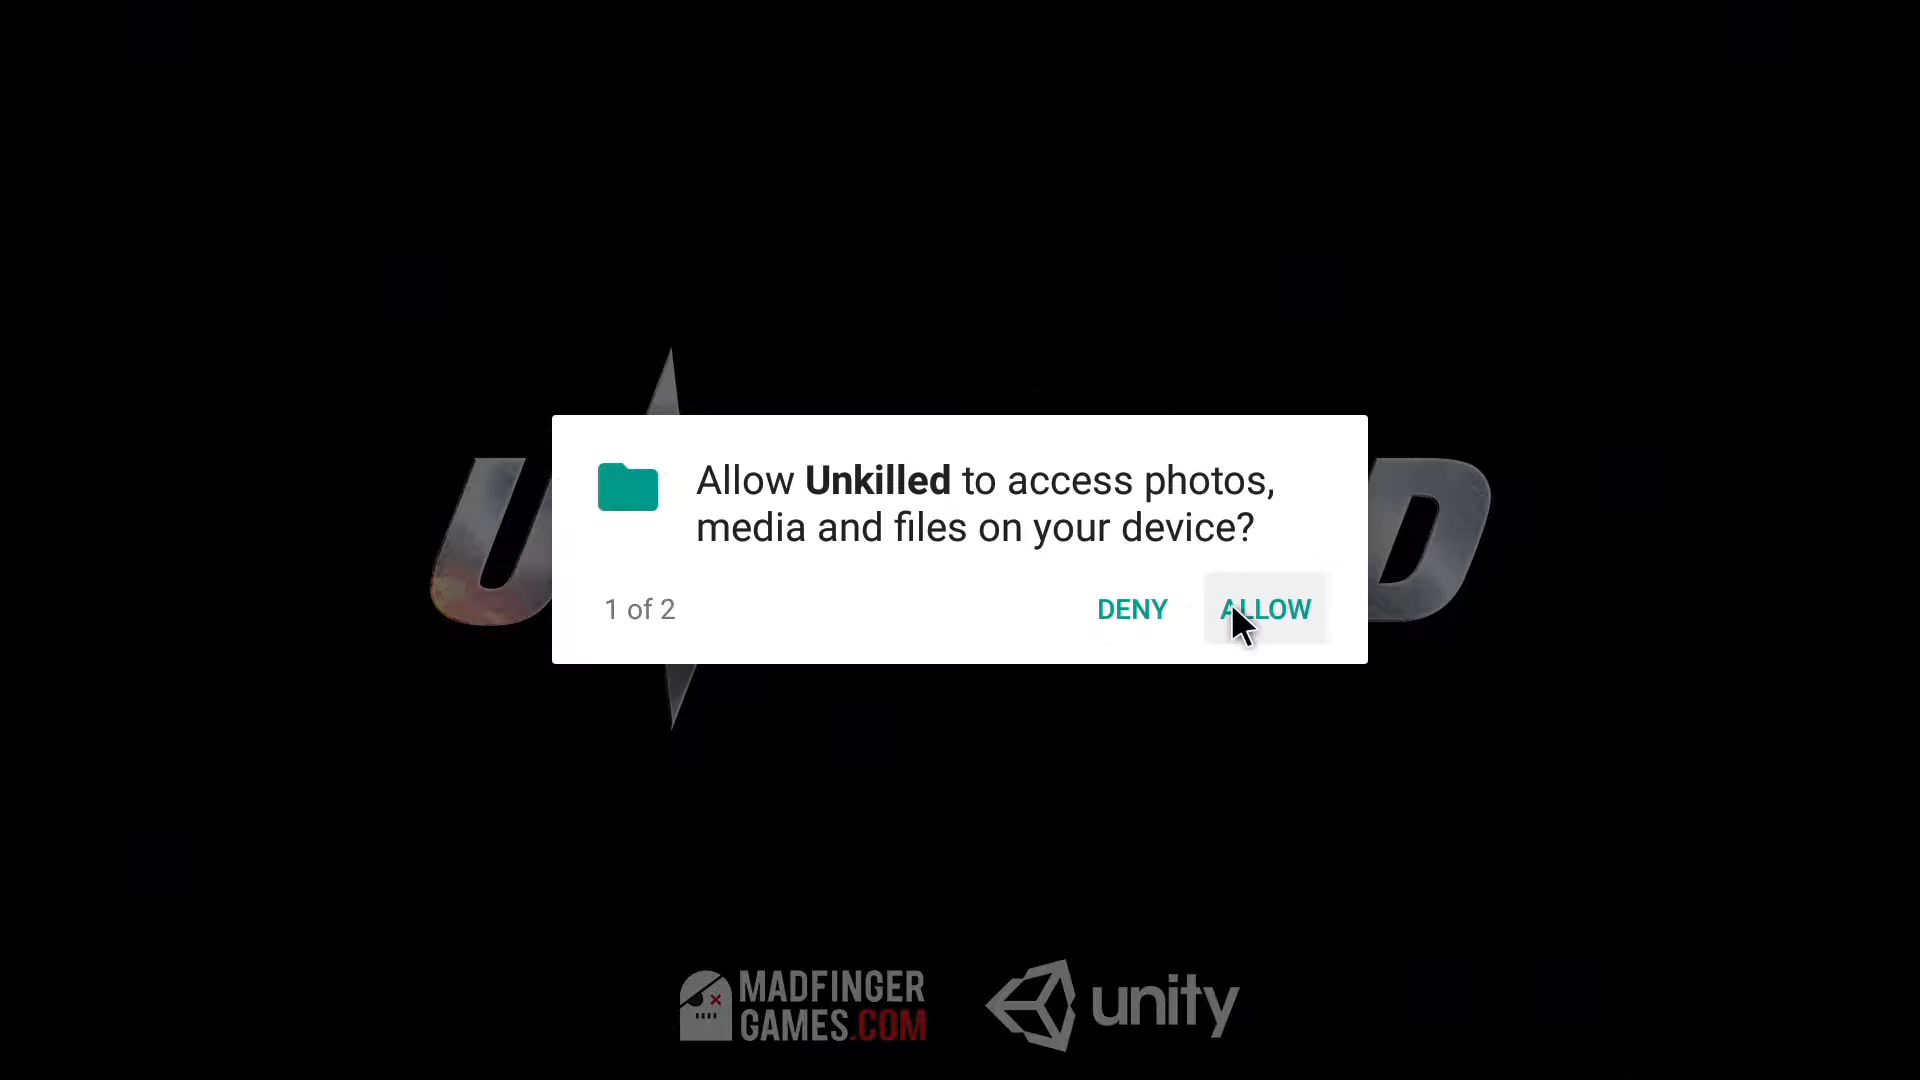 U
D
Allow Unkilled to access photos,
media and files on your device?
1 of 2
DENY
ALLOW
MADFINGER
GAMES.COM
unity